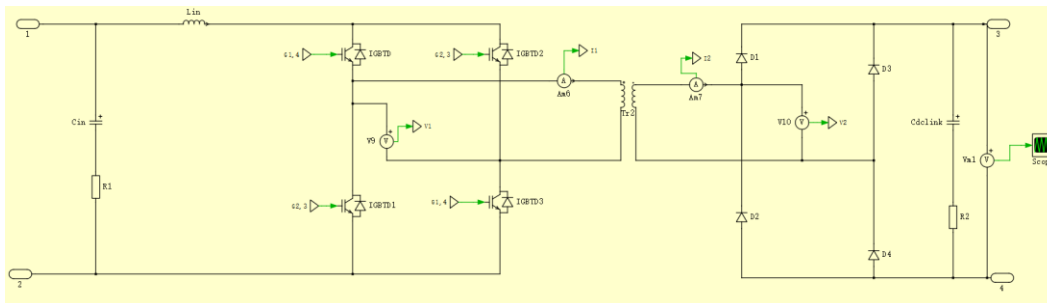 Lin
1
3
G1,4
IGBTD
G2,3
IGBTD2
I1
I2
D1
D3
A
Am6
A
Am7
Tr2
Cin
V1
V9
V
V10
V
V2
Cdclink
Vm1
V
Scop
R1
G2,3
IGBTD1
G1,4
IGBTD3
D2
R2
D4
2
4